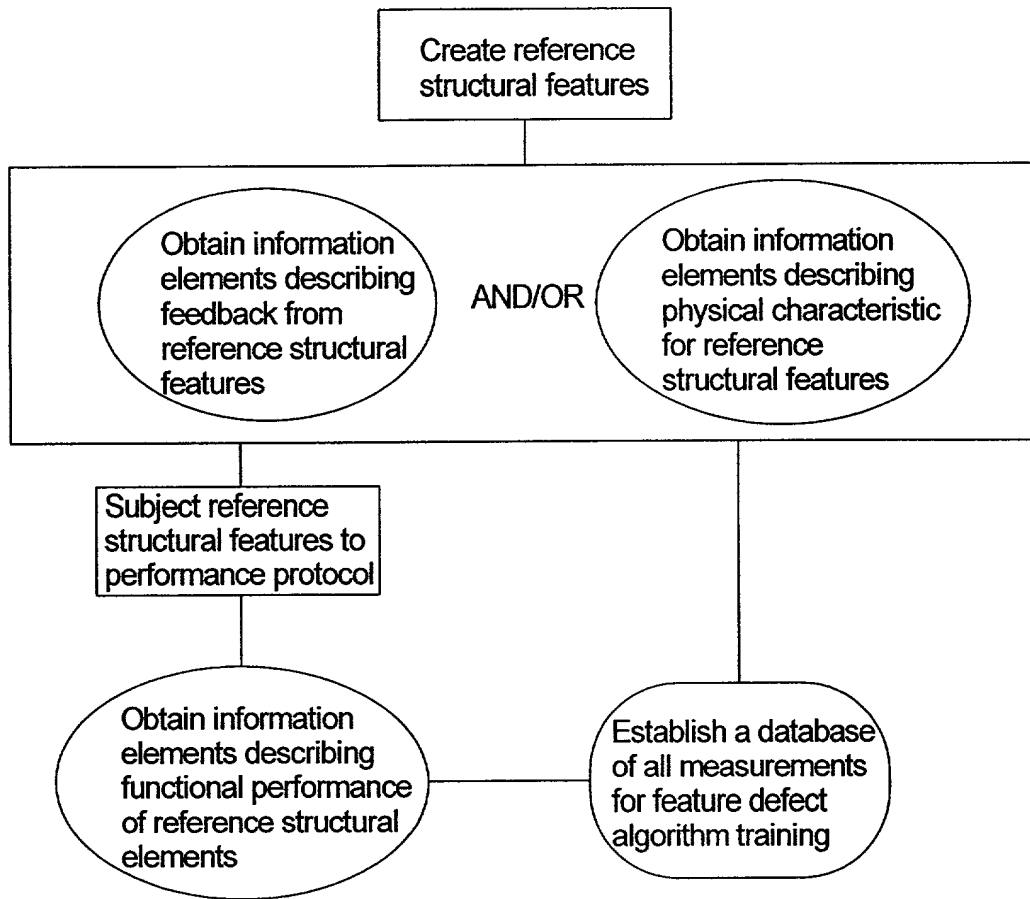 Create reference
structural features
Obtain information
elements describing
feedback from
reference structural
features
AND/OR
Obtain information
elements describing
physical characteristic
for reference
structural features
Subject reference
structural features to
performance protocol
Obtain information
elements describing
functional performance
of reference structural
elements
Establish a database
of all measurements
for feature defect
algorithm training